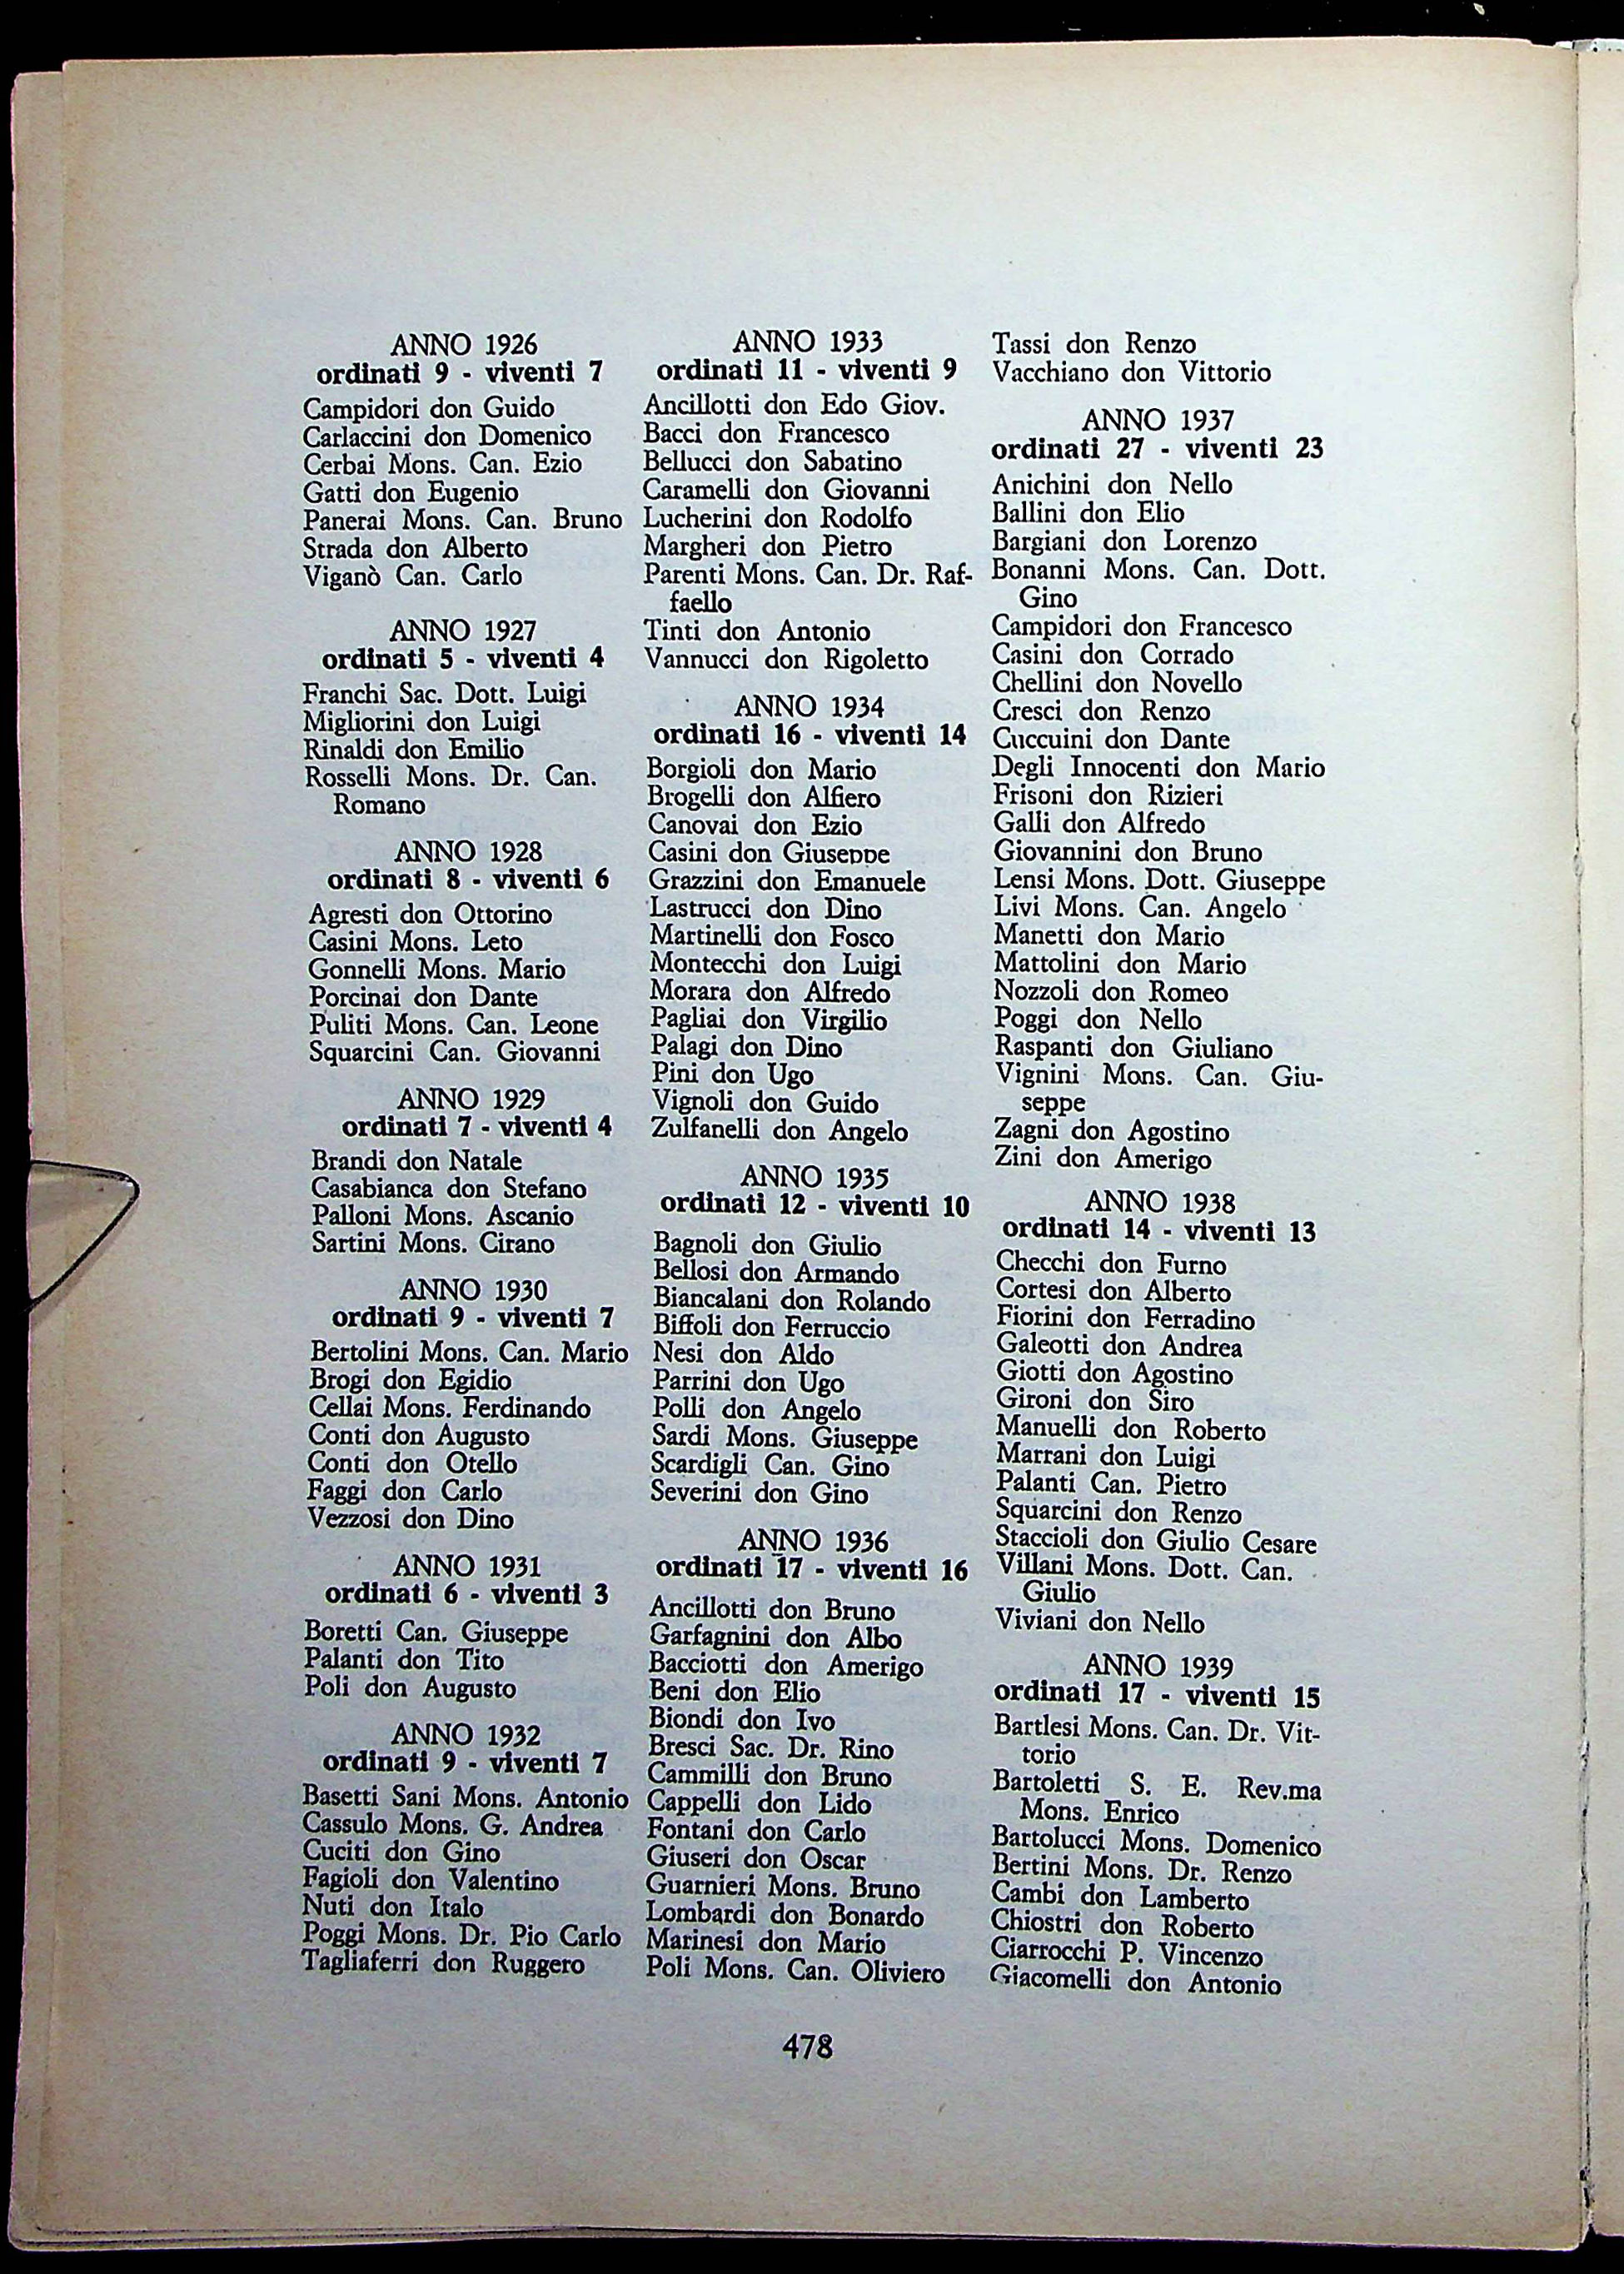 ANNO 1926
ordinati 9 - viventi 7
Campidori don Guido
Carlaccini don Domenico
Cerbai Mons. Can. Ezio
Gatti don Eugenio
Panerai Mons. Can. Bruno
Strada don Alberto
Viganò Can. Carlo
ANNO 1927
ordinati 5 - viventi 4
Franchi Sac. Dott. Luigi
Migliorini don Luigi
Rinaldi don Emilio
Rosselli Mons. Dr. Can.
Romano
ANNO 1928
ordinati 8 - viventi 6
Agresti don Ottorino
Casini Mons. Leto
Gonnelli Mons. Mario
Porcinai don Dante
Puliti Mons. Can. Leone
Squarcini Can. Giovanni
ANNO 1929
ordinati 7 - viventi 4
Brandi don Natale
Casabianca don Stefano
Palloni Mons. Ascanio
Sartini Mons. Cirano
ANNO 1930
ordinati 9 - viventi 7
Bertolini Mons. Can. Mario
Brogi don Egidio
Cellai Mons. Ferdinando
Conti don Augusto
Conti don Otello
Faggi don Carlo
Vezzosi don Dino
ANNO 1931
ordinati 6 - viventi 3
Boretti Can. Giuseppe
Palanti don Tito
Poli don Augusto
ANNO 1932
ordinati 9 - viventi 7
Basetti Sani Mons. Antonio
Cassulo Mons. G. Andrea
Cuciti don Gino
Fagioli don Valentino
Nuti don Italo
Poggi Mons. Dr. Pio Carlo
Tagliaferri don Ruggero
ANNO 1933
ordinati 11 - viventi 9
Ancillotti don Edo Giov.
Bacci don Francesco
Bellucci don Sabatino
Caramelli don Giovanni
Lucherini don Rodolfo
Margheri don Pietro
Parenti Mons. Can. Dr. Raf-
faello
Tinti don Antonio
Vannucci don Rigoletto
ANNO 1934
ordinati 16 - viventi 14
Borgioli don Mario
Brogelli don Alfiero
Canovai don Ezio
Casini don Giuseppe
Grazzini don Emanuele
Lastrucci don Dino
Martinelli don Fosco
Montecchi don Luigi
Morara don Alfredo
Pagliai don Virgilio
Palagi don Dino
Pini don Ugo
Vignoli don Guido
Zulfanelli don Angelo
ANNO 1935
ordinati 12 - viventi 10
Bagnoli don Giulio
Bellosi don Armando
Biancalani don Rolando
Biffoli don Ferruccio
Nesi don Aldo
Parrini don Ugo
Polli don Angelo
Sardi Mons. Giuseppe
Scardigli Can. Gino
Severini don Gino
ANNO 1936
ordinati 17 - viventi 16
Ancillotti don Bruno
Garfagnini don Albo
Bacciotti don Amerigo
Beni don Elio
Biondi don Ivo
Bresci Sac. Dr. Rino
Cammilli don Bruno
Cappelli don Lido
Fontani don Carlo
Giuseri don Oscar
Guarnieri Mons. Bruno
Lombardi don Bonardo
Marinesi don Mario
Poli Mons. Can. Oliviero
Tassi don Renzo
Vacchiano don Vittorio
ANNO 1937
ordinati 27 - viventi 23
Anichini don Nello
Ballini don Elio
Bargiani don Lorenzo
Bonanni Mons. Can. Dott.
Gino
Campidori don Francesco
Casini don Corrado
Chellini don Novello
Cresci don Renzo
Cuccuini don Dante
Degli Innocenti don Mario
Frisoni don Rizieri
Galli don Alfredo
Giovannini don Bruno
Lensi Mons. Dott. Giuseppe
Livi Mons. Can. Angelo
Manetti don Mario
Mattolini don Mario
Nozzoli don Romeo
Poggi don Nello
Raspanti don Giuliano
Vignini Mons. Can. Giu-
seppe
Zagni don Agostino
Zini don Amerigo
ANNO 1938
ordinati 14 - viventi 13
Checchi don Furno
Cortesi don Alberto
Fiorini don Ferradino
Galeotti don Andrea
Giotti don Agostino
Gironi don Siro
Manuelli don Roberto
Marrani don Luigi
Palanti Can. Pietro
Squarcini don Renzo
Staccioli don Giulio Cesare
Villani Mons. Dott. Can.
Giulio
Viviani don Nello
ANNO 1939
ordinati 17 - viventi 15
Bartlesi Mons. Can. Dr. Vit-
torio
Bartoletti S. E. Rev.ma
Mons. Enrico
Bartolucci Mons. Domenico
Bertini Mons. Dr. Renzo
Cambi don Lamberto
Chiostri don Roberto
Ciarrocchi P. Vincenzo
Giacomelli don Antonio
478